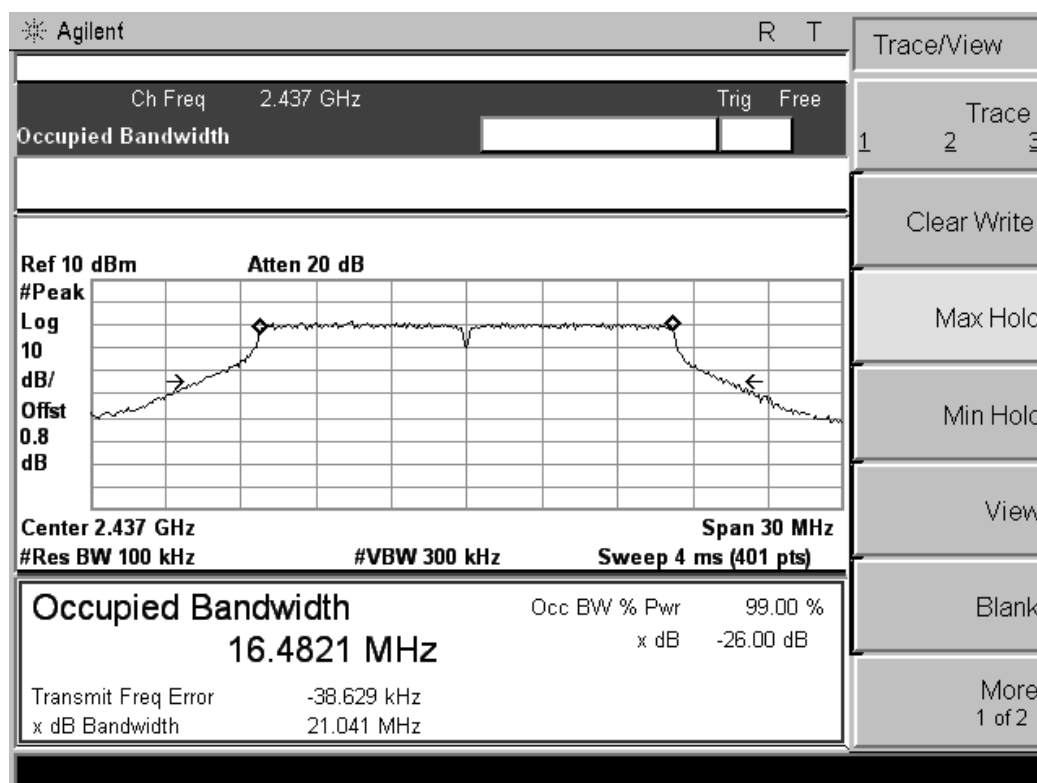 Agilent R T
Ch Freq 2.437 GHz Trig Free
Occupied Bandwidth
Ref 10 dBm Atten 20 dB
#Peak
Log
10
dB/
Offst
0.8
dB
Center 2.437 GHz Span 30 MHz
#Res BW 100 kHz #VBW 300 kHz Sweep 4 ms (401 pts)
Occupied Bandwidth
16.4821 MHz
Occ BW % Pwr 99.00 %
x dB -26.00 dB
Transmit Freq Error -38.629 kHz
x dB Bandwidth 21.041 MHz
Trace/View
Trace
1 2 3
Clear Write
Max Hold
Min Hold
View
Blank
More
1 of 2